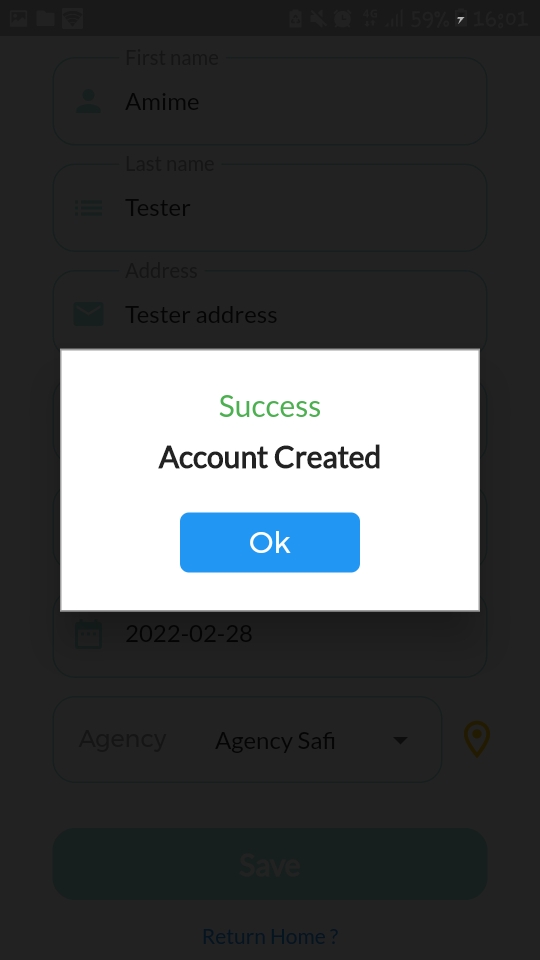 59% 16:01
First name
Amime
Last name
Tester
Address
Tester address
Success
Account Created
Ok
2022-02-28
Agency Agency Safi
Save
Return Home ?